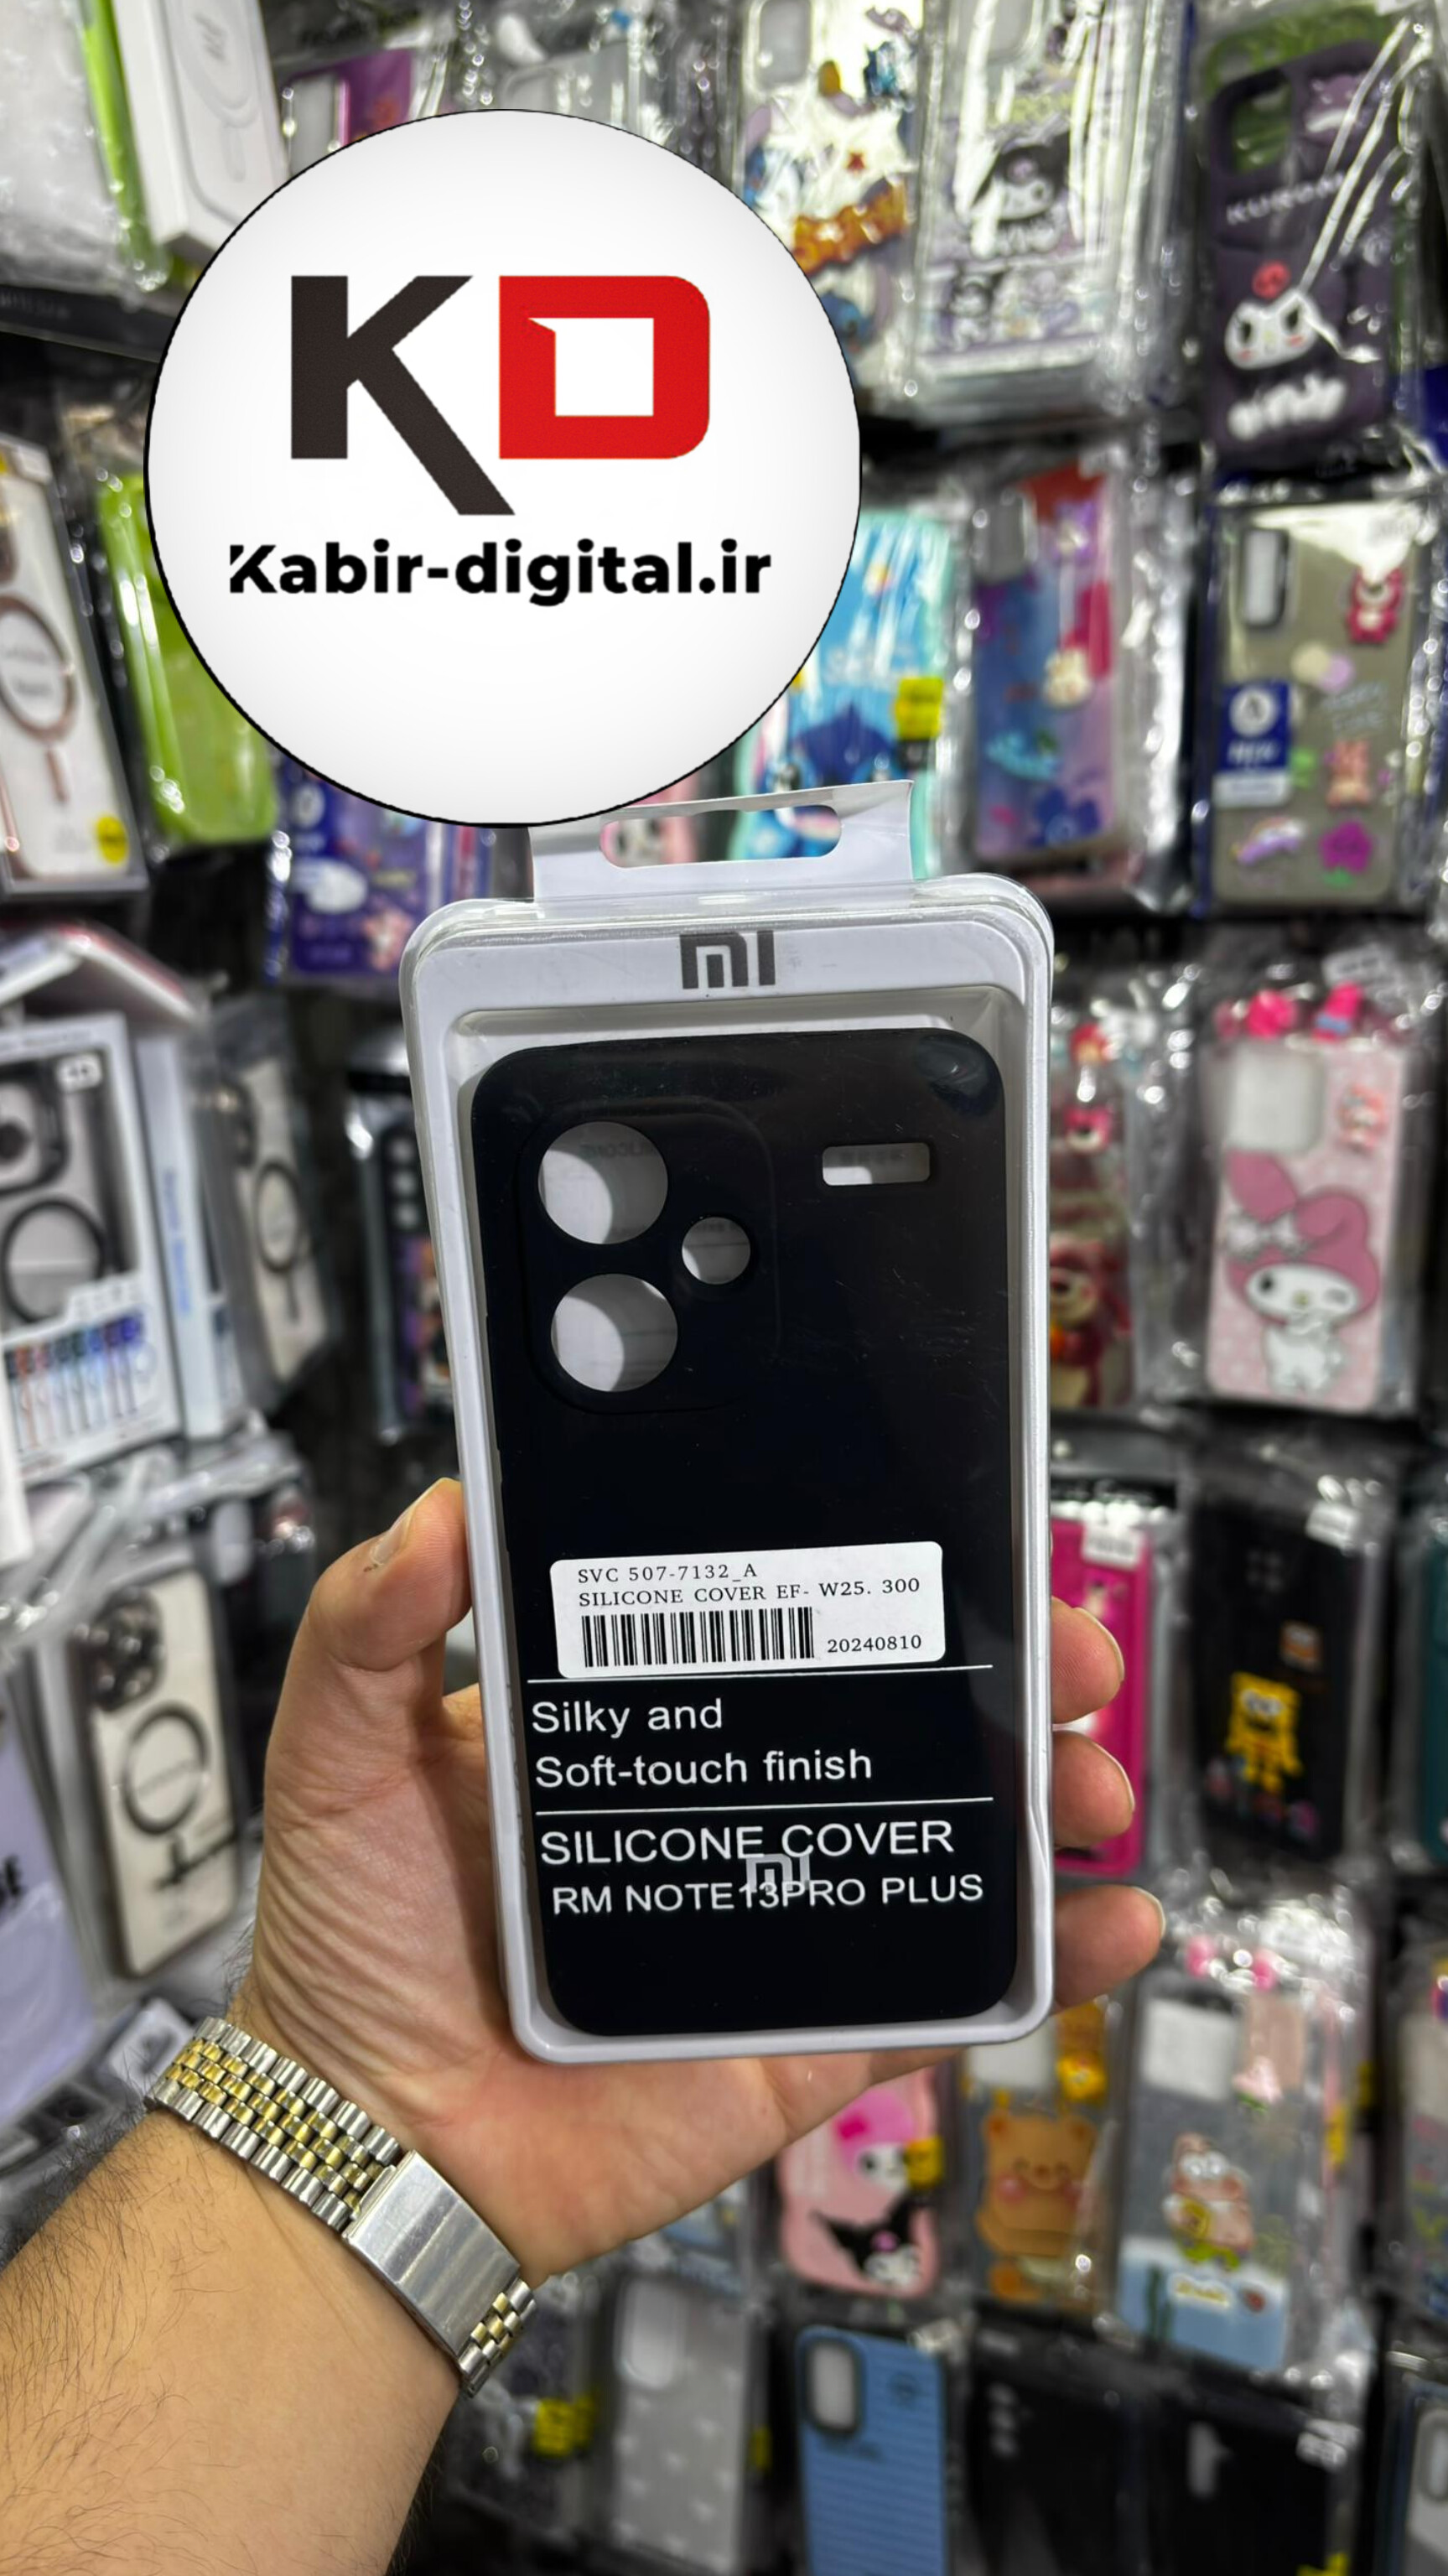 KD
Kabir-digital.ir
KUROMI
MI
SVC 507-7132_A
SILICONE COVER EF- W25. 300
20240810
Silky and
Soft-touch finish
SILICONE COVER
MI
RM NOTE13PRO PLUS